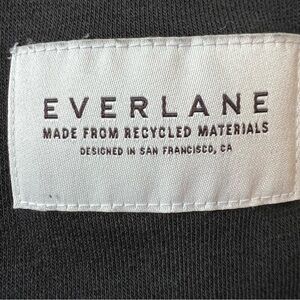 EVERLANE
MADE FROM RECYCLED MATERIALS
DESIGNED IN SAN FRANCISCO, CA